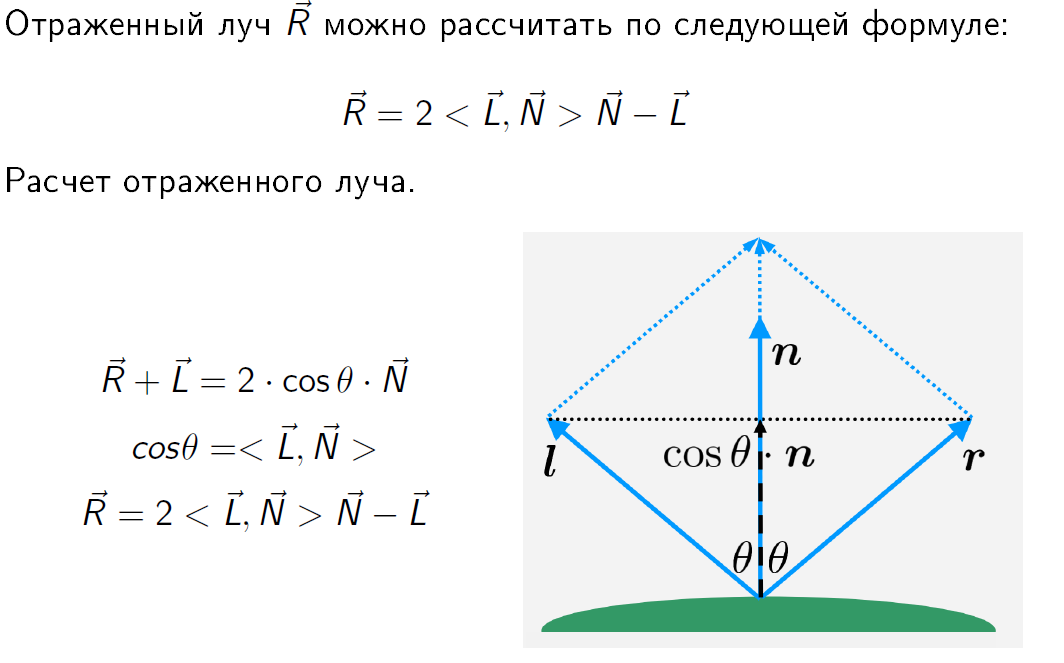 Отраженный луч R⃗ можно рассчитать по следующей формуле:
R⃗ = 2 < L⃗, N⃗ > N⃗ − L⃗
Расчет отраженного луча.
R⃗ + L⃗ = 2 · cos θ · N⃗
cosθ =< L⃗, N⃗ >
R⃗ = 2 < L⃗, N⃗ > N⃗ − L⃗
n
l
cos θ · n
r
θ θ